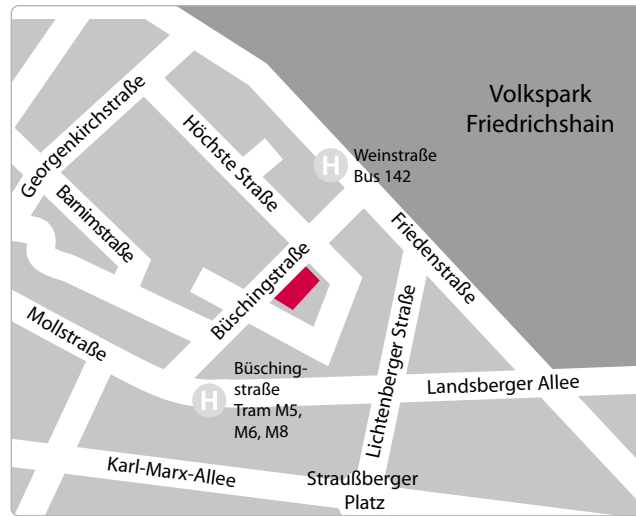 Volkspark
Friedrichshain
Georgenkirchstraße
Höchste Straße
H
Weinstraße
Bus 142
Barnimstraße
Friedenstraße
Büschingstraße
Mollstraße
Lichtenberger Straße
Büsching-
straße
Tram M5,
M6, M8
H
Landsberger Allee
Karl-Marx-Allee
Straußberger
Platz